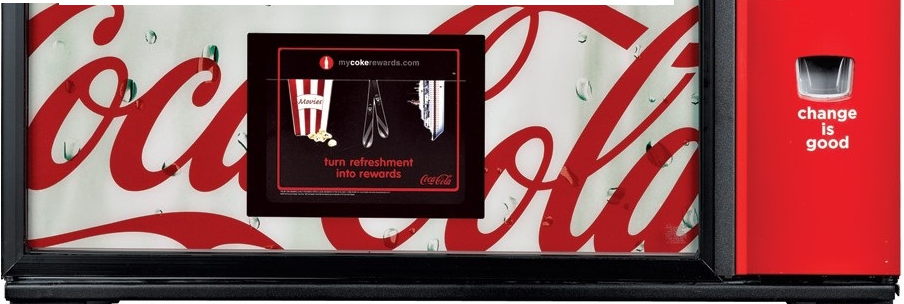 Coca Cola
mycokerewards.com
Movies
turn refreshment
into rewards
Coca-Cola
change
is
good